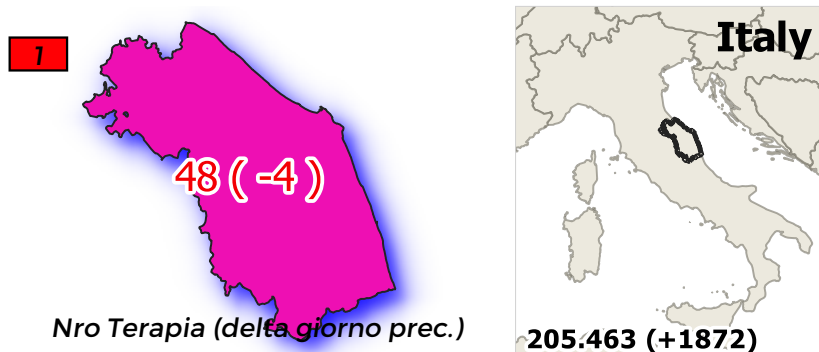 1
Italy
48 ( -4 )
Nro Terapia (delta giorno prec.)
205.463 (+1872)